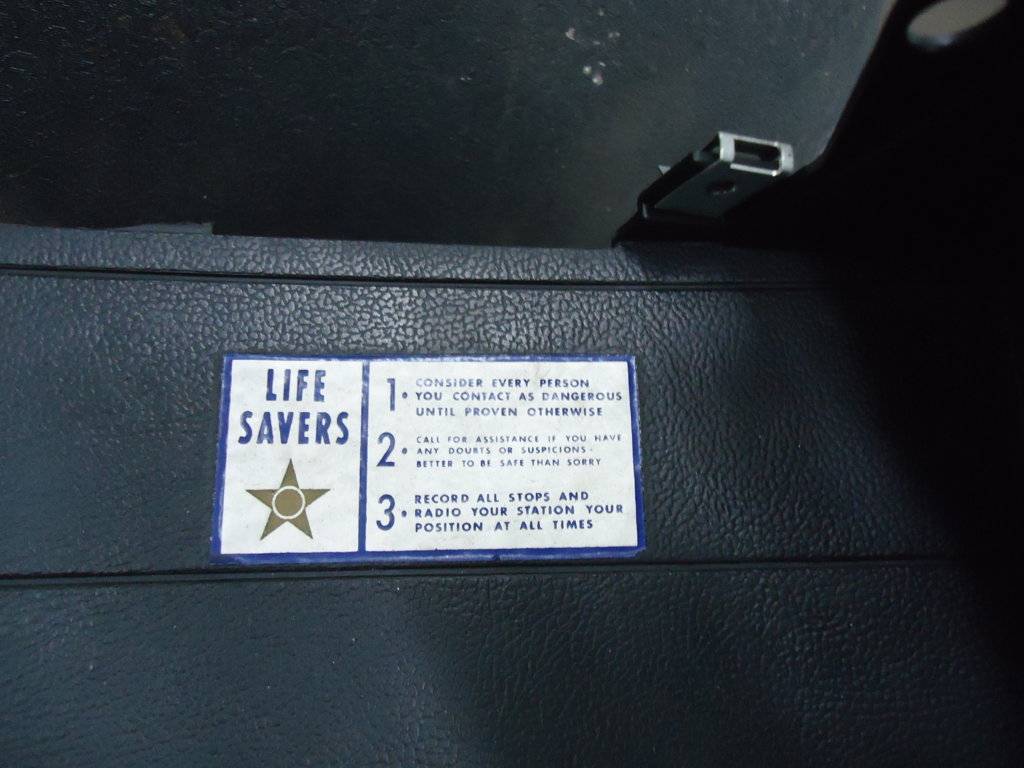 LIFE
SAVERS
1. CONSIDER EVERY PERSON
YOU CONTACT AS DANGEROUS
UNTIL PROVEN OTHERWISE
2. CALL FOR ASSISTANCE IF YOU HAVE
ANY DOUBTS OR SUSPICIONS-
BETTER TO BE SAFE THAN SORRY
3. RECORD ALL STOPS AND
RADIO YOUR STATION YOUR
POSITION AT ALL TIMES